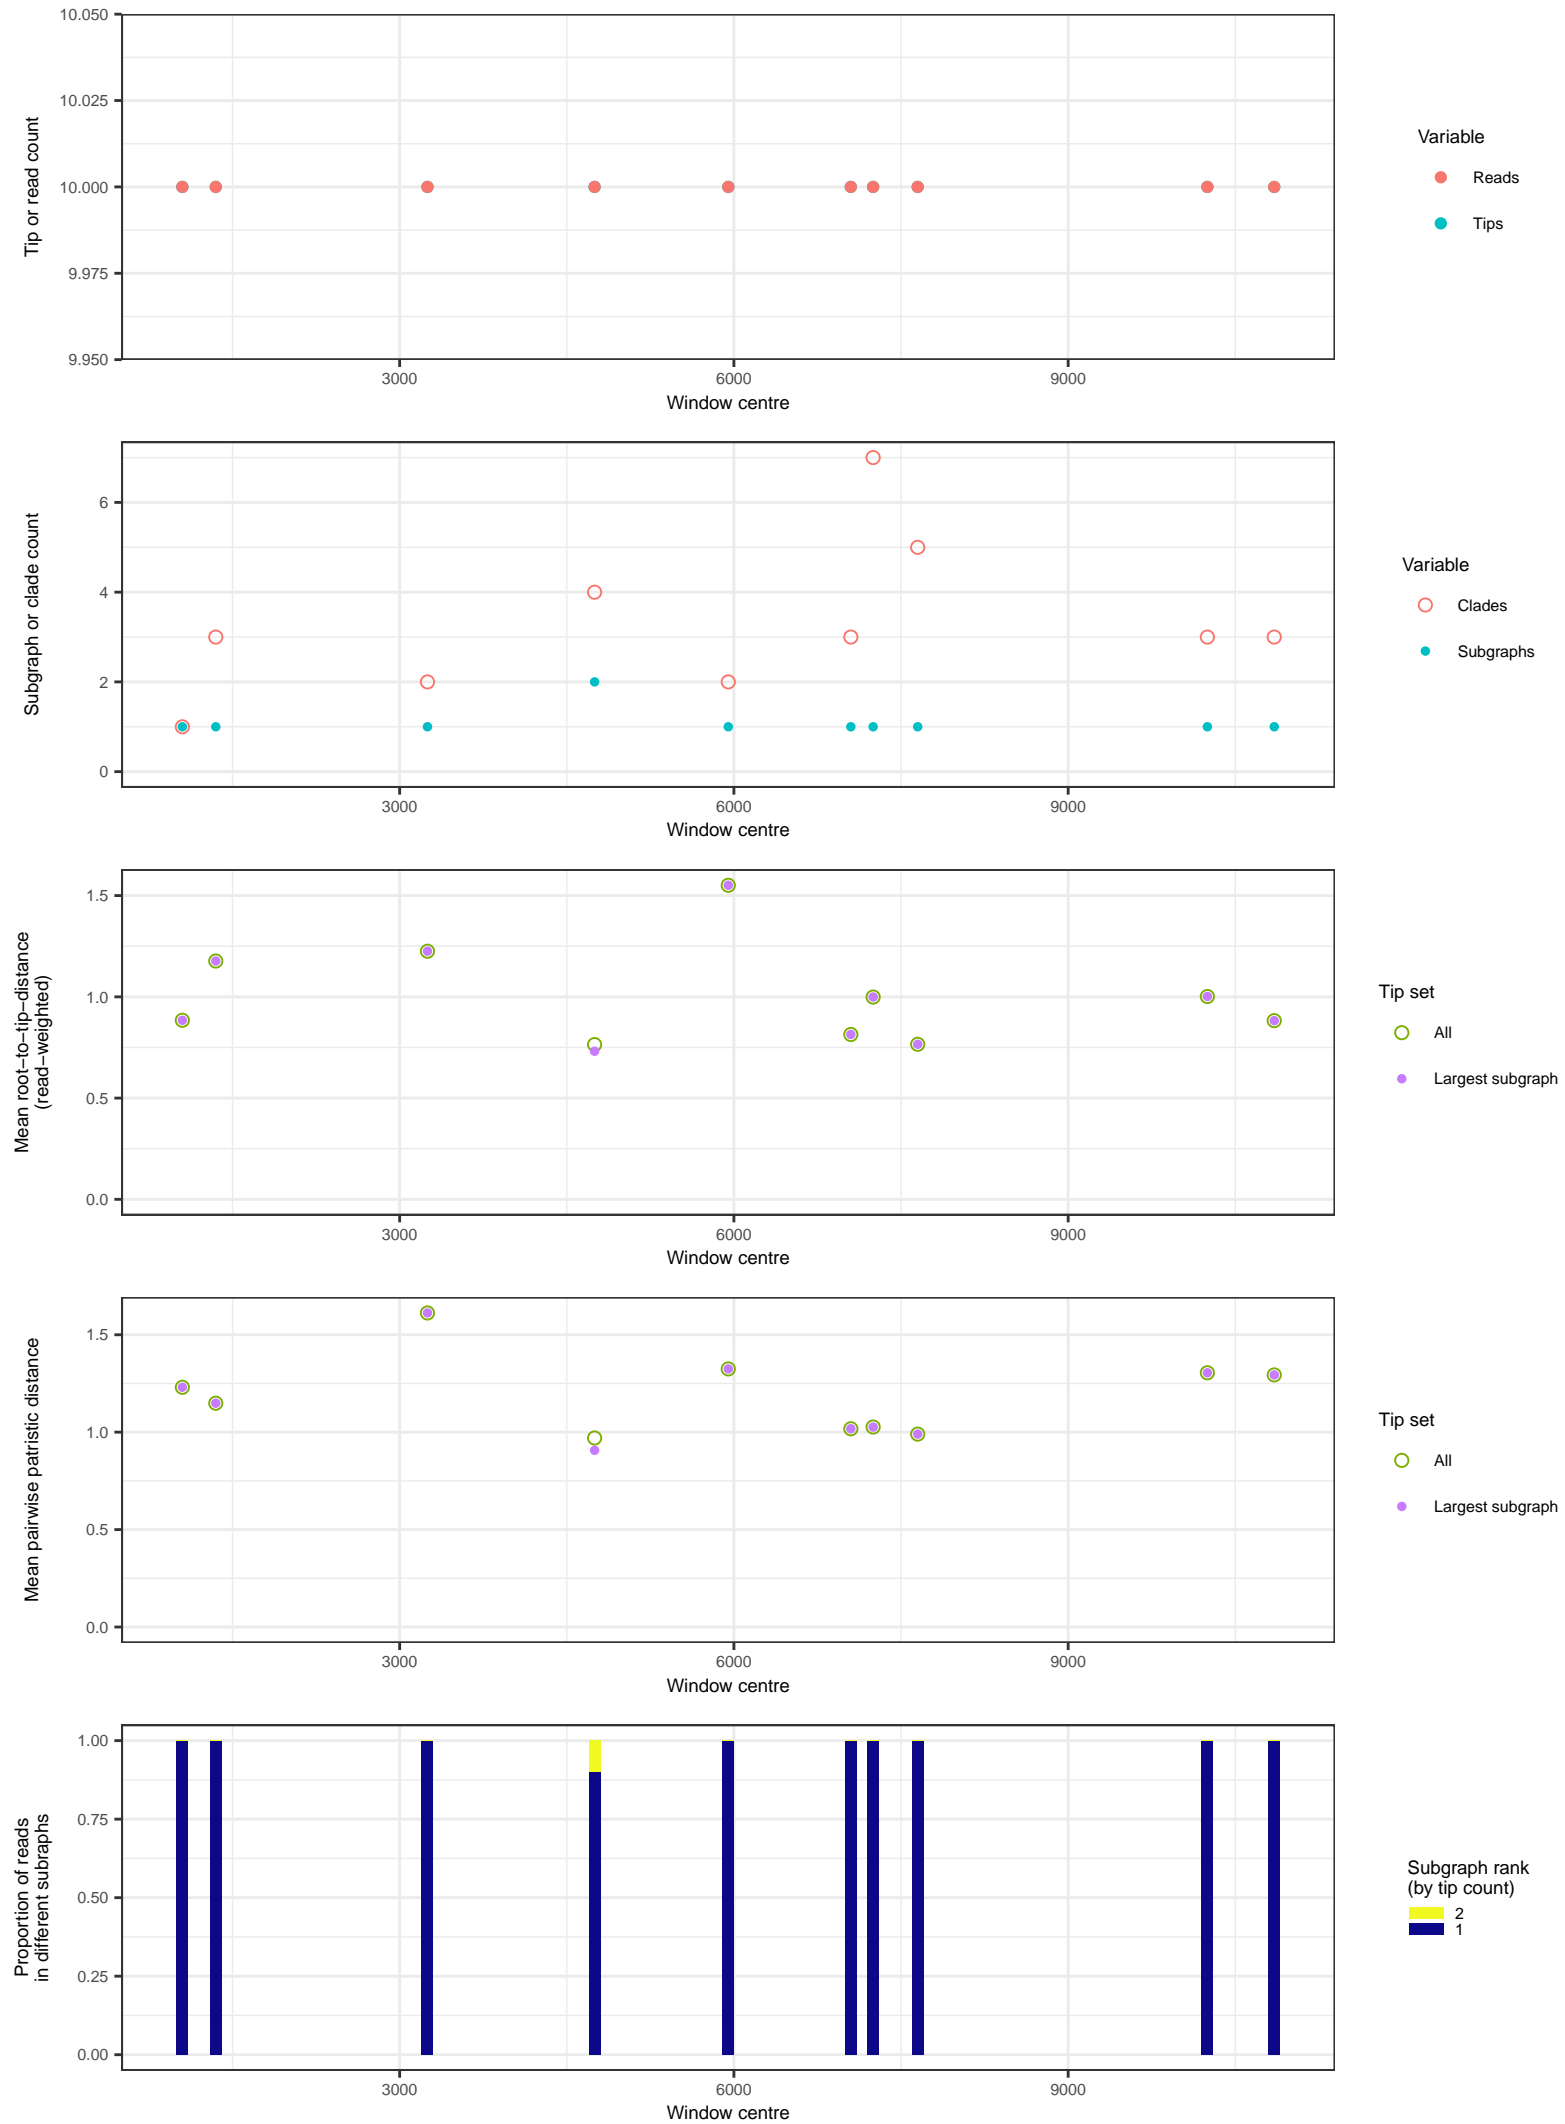 10.050
10.025
10.000
9.975
9.950
Tip or read count
3000
6000
9000
Window centre
Variable
Reads
Tips
6
4
2
0
Subgraph or clade count
3000
6000
9000
Window centre
Variable
Clades
Subgraphs
1.5
1.0
0.5
0.0
Mean root−to−tip−distance
(read−weighted)
3000
6000
9000
Window centre
Tip set
All
Largest subgraph
1.5
1.0
0.5
0.0
Mean pairwise patristic distance
3000
6000
9000
Window centre
Tip set
All
Largest subgraph
1.00
0.75
0.50
0.25
0.00
Proportion of reads
in different subraphs
3000
6000
9000
Window centre
Subgraph rank
(by tip count)
2
1